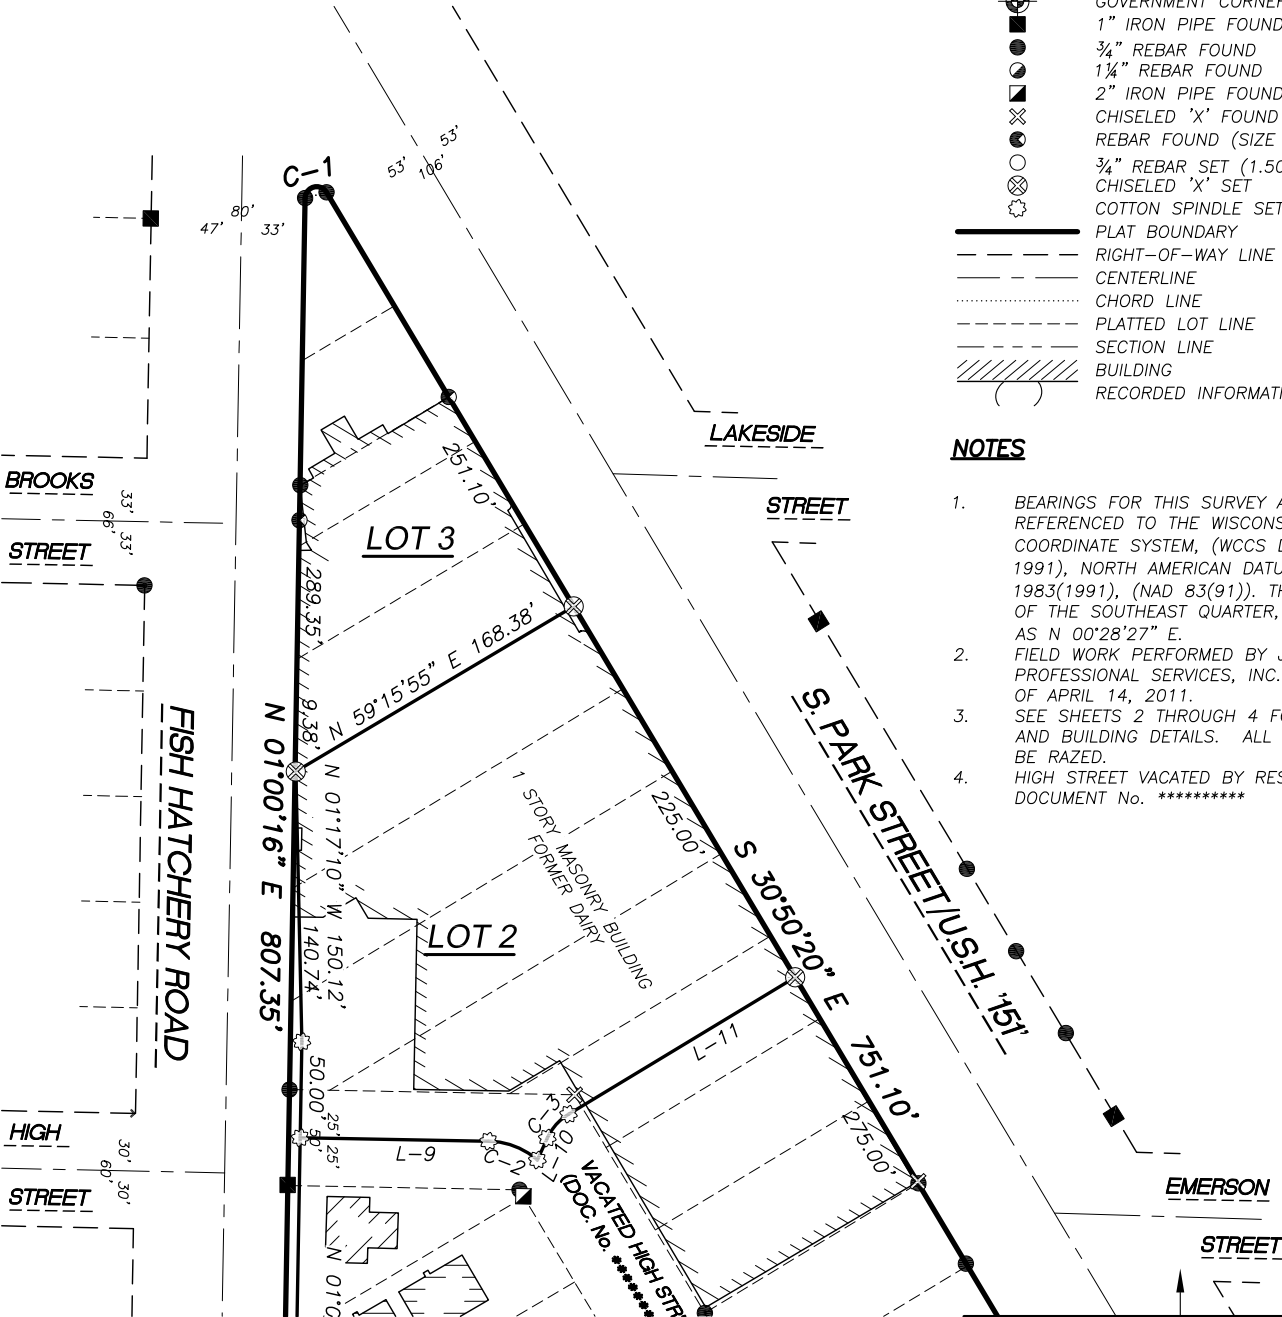 GOVERNMENT CORNER
1" IRON PIPE FOUND
¾" REBAR FOUND
1¼" REBAR FOUND
2" IRON PIPE FOUND
CHISELED 'X' FOUND
REBAR FOUND (SIZE
¾" REBAR SET (1.50
CHISELED 'X' SET
COTTON SPINDLE SET
PLAT BOUNDARY
RIGHT-OF-WAY LINE
CENTERLINE
CHORD LINE
PLATTED LOT LINE
SECTION LINE
BUILDING
RECORDED INFORMATI
NOTES
1. BEARINGS FOR THIS SURVEY A
REFERENCED TO THE WISCONS
COORDINATE SYSTEM, (WCCS D
1991), NORTH AMERICAN DATU
1983(1991), (NAD 83(91)). TH
OF THE SOUTHEAST QUARTER,
AS N 00°28'27" E.
2. FIELD WORK PERFORMED BY J
PROFESSIONAL SERVICES, INC.
OF APRIL 14, 2011.
3. SEE SHEETS 2 THROUGH 4 FO
AND BUILDING DETAILS. ALL
BE RAZED.
4. HIGH STREET VACATED BY RES
DOCUMENT No. **********
C-1
53'
53'
106'
47'
80'
33'
LAKESIDE
STREET
BROOKS
STREET
33'
66'
33'
251.10'
LOT 3
289.35'
9.38'
N 59°15'55" E 168.38'
FISH HATCHERY ROAD
N 01°00'16" E 807.35'
N 01°17'10" W 150.12'
140.74'
1 STORY MASONRY BUILDING
FORMER DAIRY
225.00'
S. PARK STREET/U.S.H. '151'
S 30°50'20" E 751.10'
LOT 2
L-11
50.00'
25'
50'
25'
HIGH
STREET
30'
60'
30'
L-9
C-2
C-3
L-10
275.00'
VACATED HIGH STR
(DOC. No. *******
N 01°0
EMERSON
STREET